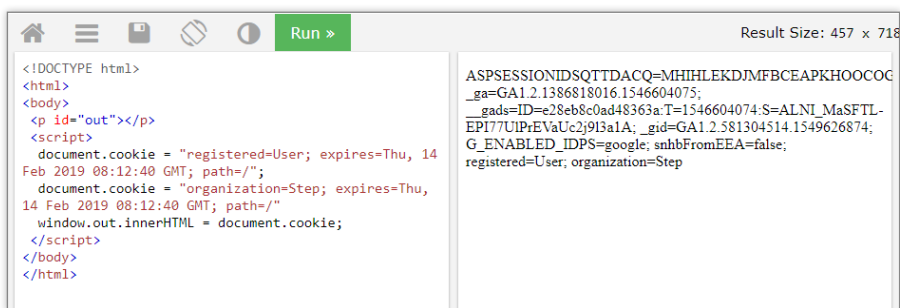 Run »
Result Size: 457 x 718
<!DOCTYPE html>
<html>
<body>
<p id="out"></p>
<script>
document.cookie = "registered=User; expires=Thu, 14
Feb 2019 08:12:40 GMT; path=/";
document.cookie = "organization=Step; expires=Thu,
14 Feb 2019 08:12:40 GMT; path=/"
window.out.innerHTML = document.cookie;
</script>
</body>
</html>
ASPSESSIONIDSQTTDACQ=MHIHLEKDJMFBCEAPKHOOCOG
_ga=GA1.2.1386818016.1546604075;
__gads=ID=e28eb8c0ad48363a:T=1546604074:S=ALNI_MaSFTL-
EPI77UlPrEVaUc2j9l3a1A; _gid=GA1.2.581304514.1549626874;
G_ENABLED_IDPS=google; snhbFromEEA=false;
registered=User; organization=Step